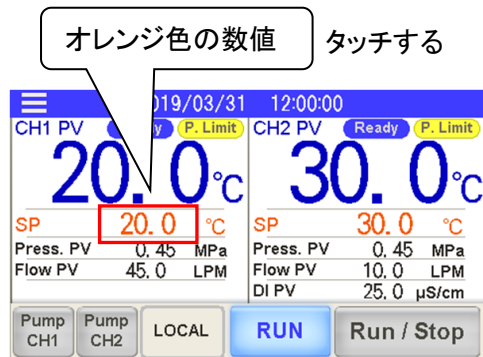 オレンジ色の数値 タッチする
019/03/31 12:00:00
CH1 PV y P. Limit CH2 PV Ready P. Limit
20.0℃ 30.0℃
SP 20.0 ℃ SP 30.0 ℃
Press. PV 0.45 MPa Press. PV 0.45 MPa
Flow PV 45.0 LPM Flow PV 10.0 LPM
DI PV 25.0 μS/cm
Pump CH1 Pump CH2 LOCAL RUN Run / Stop